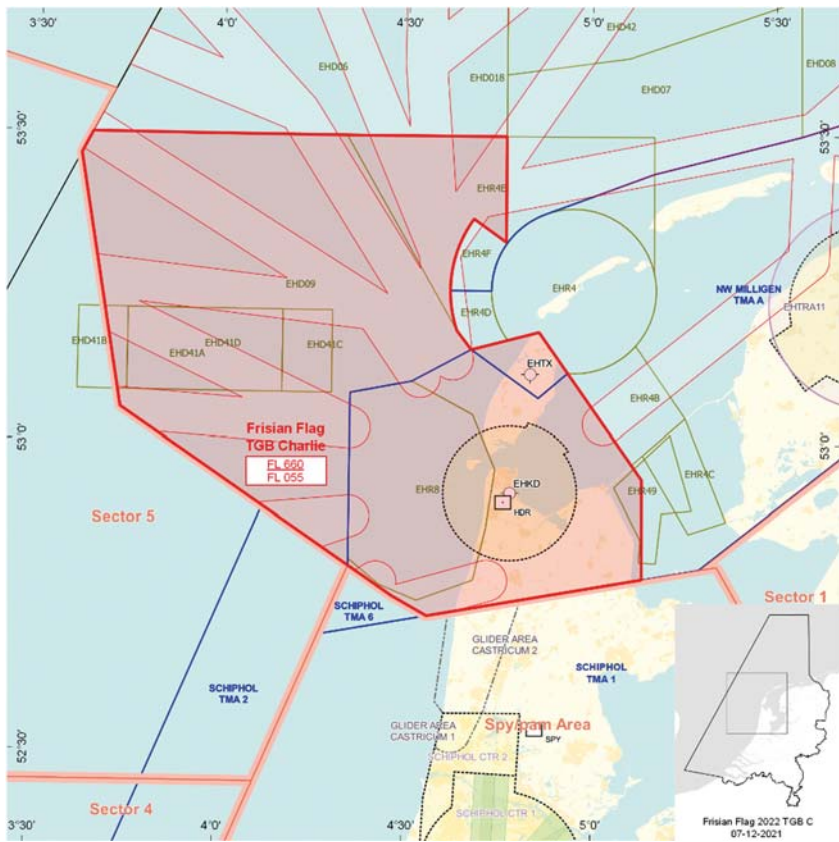 3°'30'
4°'0'
4°'30'
5°'0'
5°'30'
EHD42
EHD05
EHD01B
EHD07
EHD08
53°'30'
53°'30'
EHR4E
EHR4F
EHR4
EHD09
EHR4D
NW MILLIGEN
TMA A
EHTRA11
EHD41B
EHD41D
EHD41A
EHD41C
EHTX
EHR4B
Frisian Flag
TGB Charlie
FL 660
FL 055
53°'0'
53°'0'
EHR4C
EHR8
EHKD
EHR49
HDR
Sector 5
Sector 1
SCHIPHOL
TMA 6
GLIDER AREA
CASTRICUM 2
SCHIPHOL
TMA 2
SCHIPHOL
TMA 1
GLIDER AREA
CASTRICUM 1
Spy/pam Area
SPY
52°'30'
SCHIPHOL CTR 2
Sector 4
SCHIPHOL CTR 1
3°'30'
4°'0'
4°'30'
5°'0'
Frisian Flag 2022 TGB C
07-12-2021